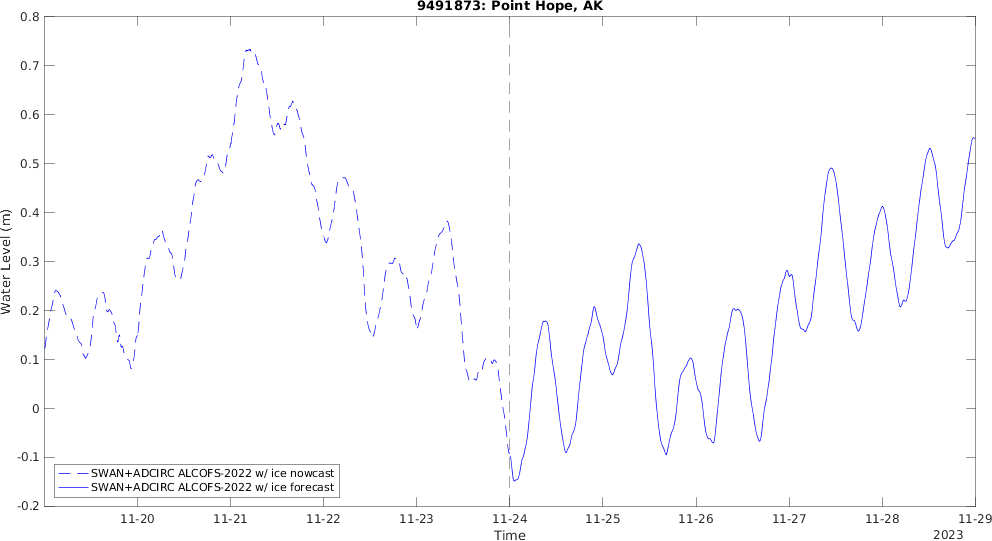 9491873: Point Hope, AK
0.8
0.7
0.6
0.5
0.4
0.3
0.2
0.1
0
-0.1
-0.2
Water Level (m)
SWAN+ADCIRC ALCOFS-2022 w/ ice nowcast
SWAN+ADCIRC ALCOFS-2022 w/ ice forecast
11-20 11-21 11-22 11-23 11-24 11-25 11-26 11-27 11-28 11-29
Time
2023